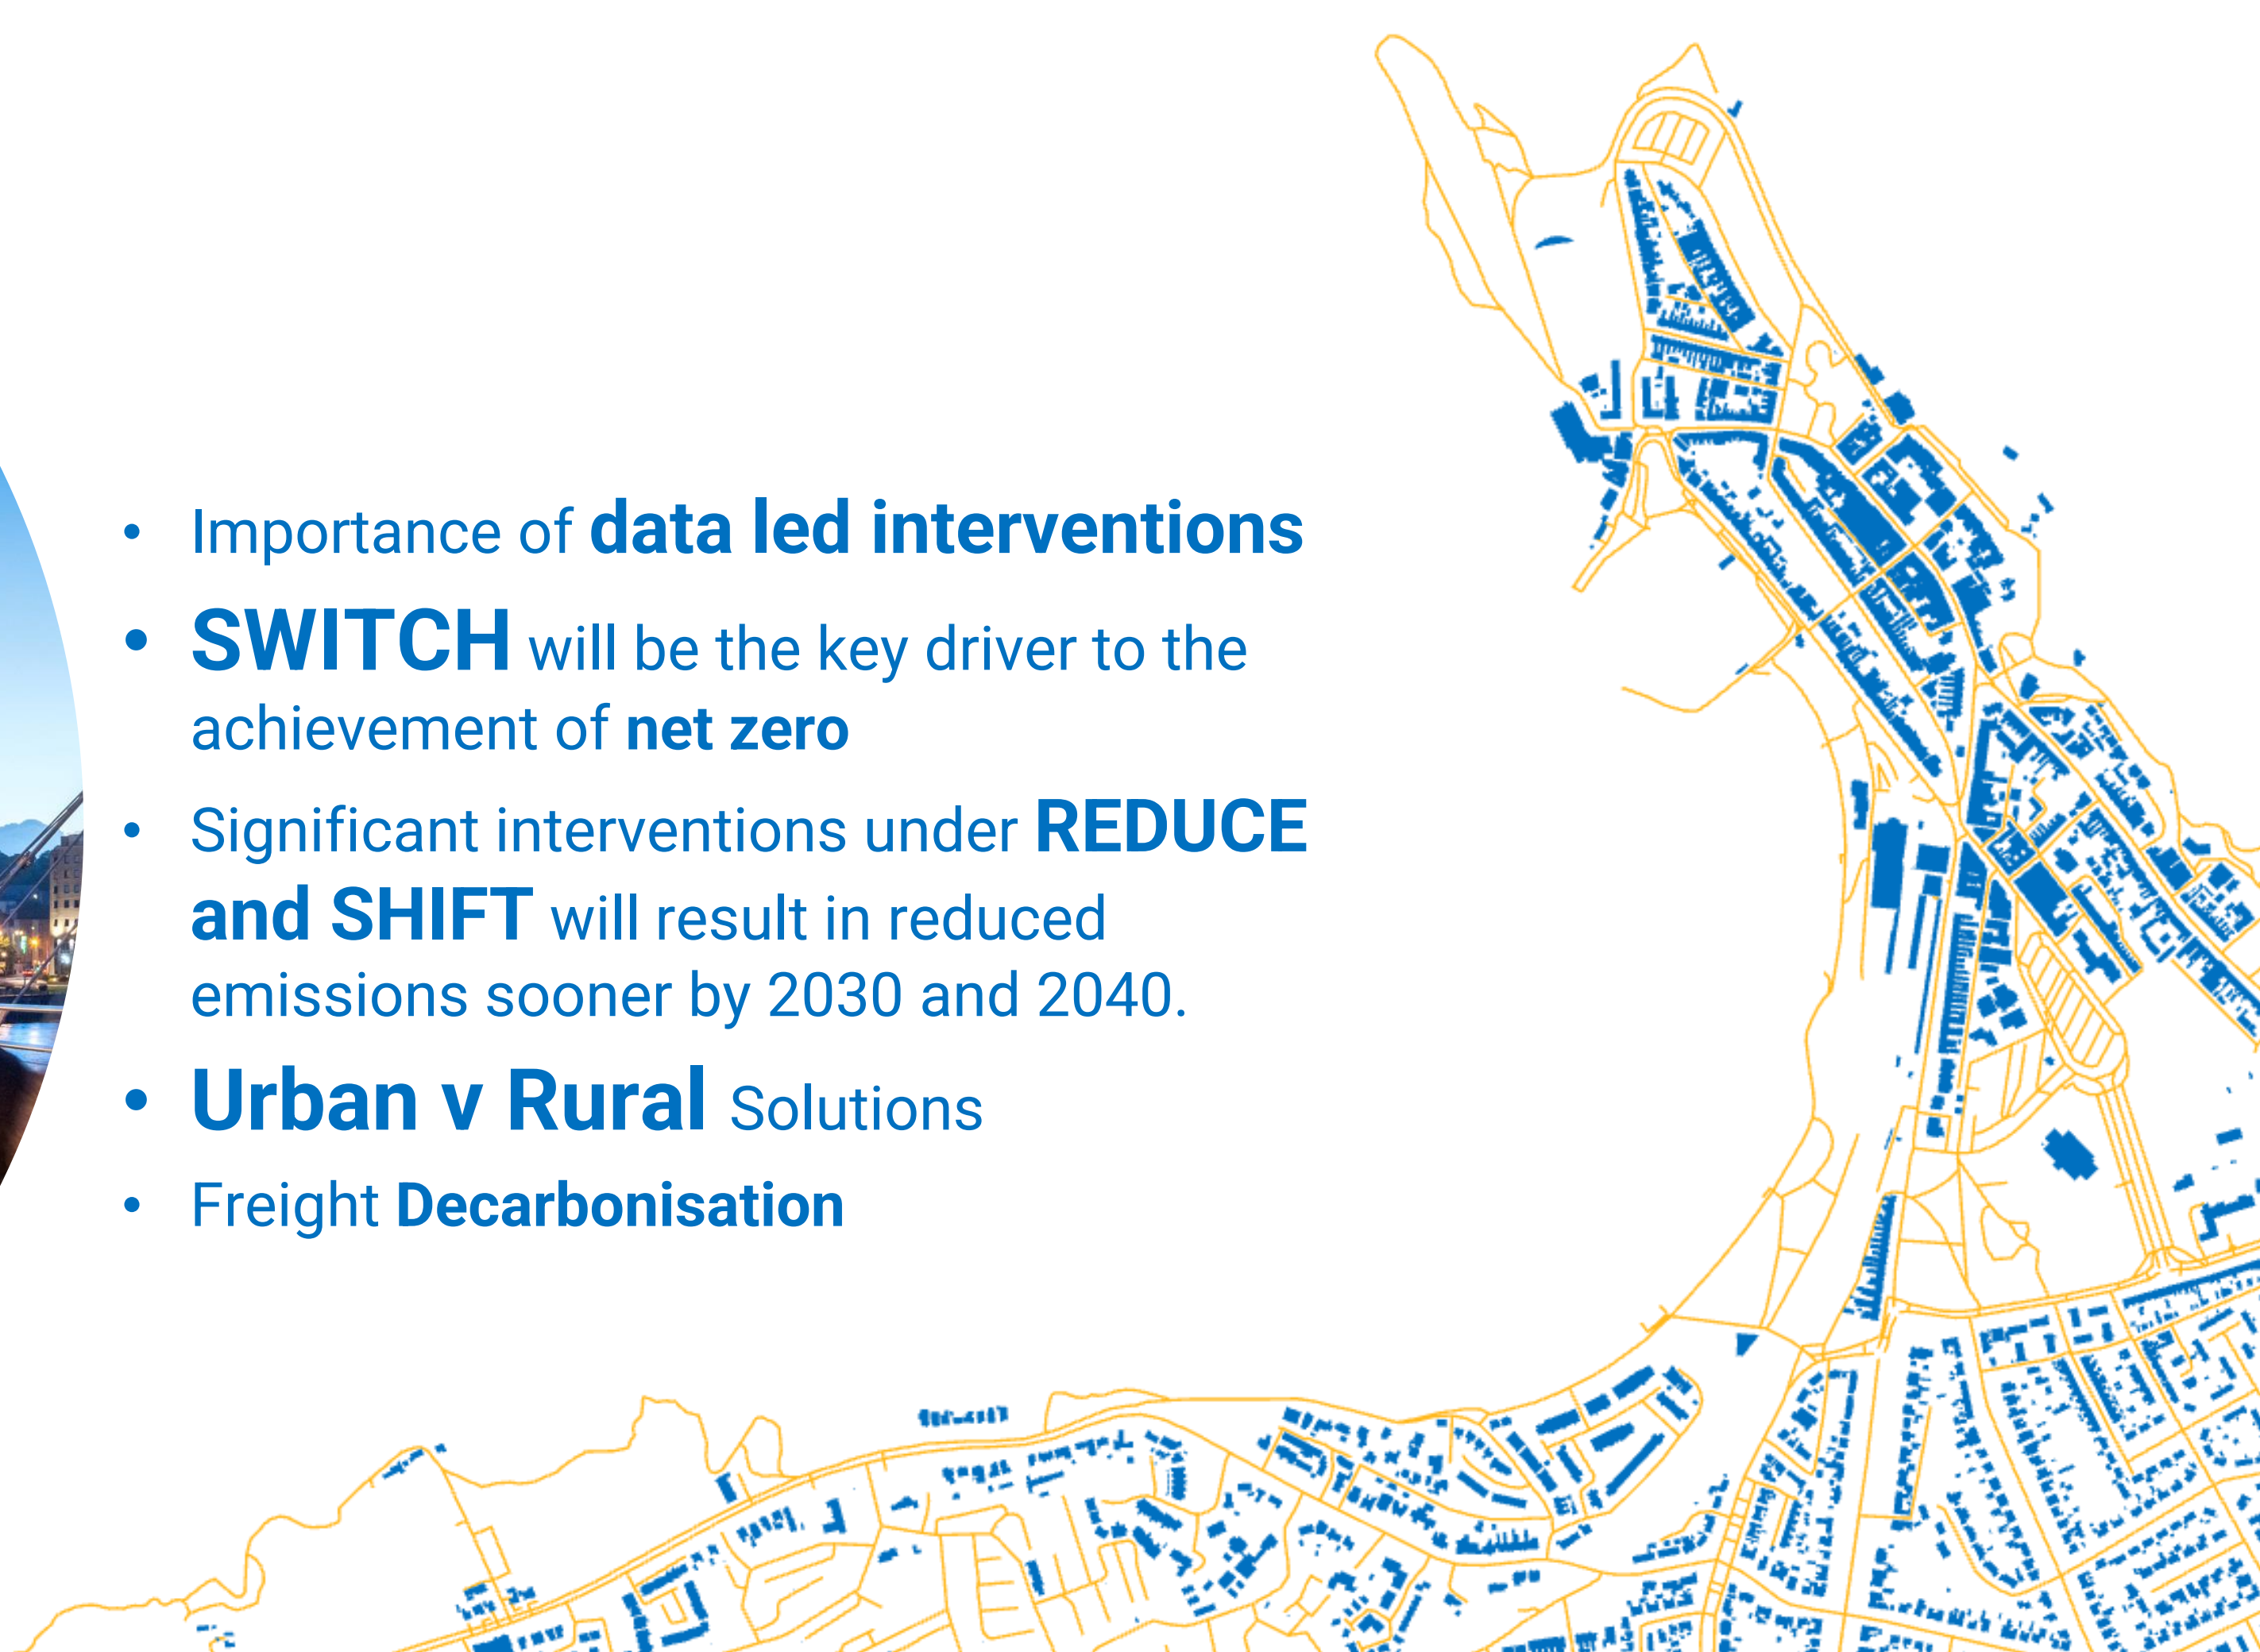 • Importance of data led interventions
• SWITCH will be the key driver to the
achievement of net zero
• Significant interventions under REDUCE
and SHIFT will result in reduced
emissions sooner by 2030 and 2040.
• Urban v Rural Solutions
• Freight Decarbonisation